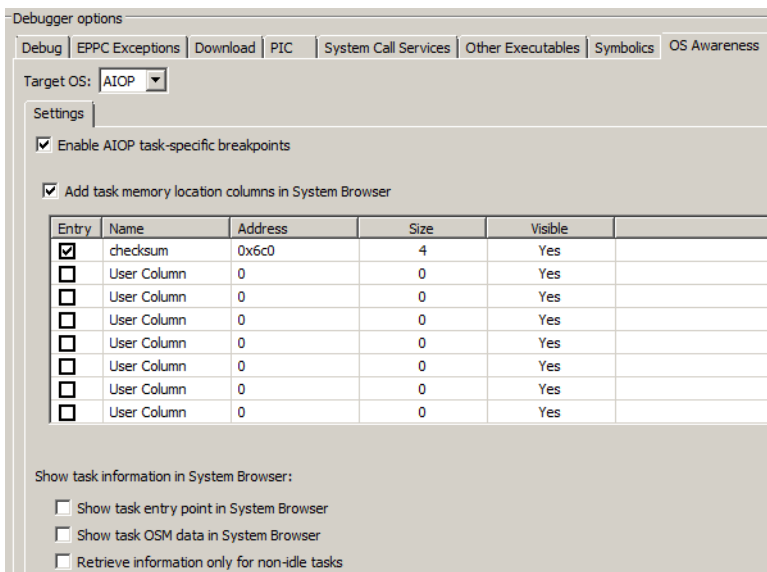 Debugger options
Debug EPPC Exceptions Download PIC System Call Services Other Executables Symbolics OS Awareness
Target OS: AIOP
Settings
Enable AIOP task-specific breakpoints
Add task memory location columns in System Browser
Entry Name Address Size Visible
checksum 0x6c0 4 Yes
User Column 0 0 Yes
User Column 0 0 Yes
User Column 0 0 Yes
User Column 0 0 Yes
User Column 0 0 Yes
User Column 0 0 Yes
User Column 0 0 Yes
Show task information in System Browser:
Show task entry point in System Browser
Show task OSM data in System Browser
Retrieve information only for non-idle tasks